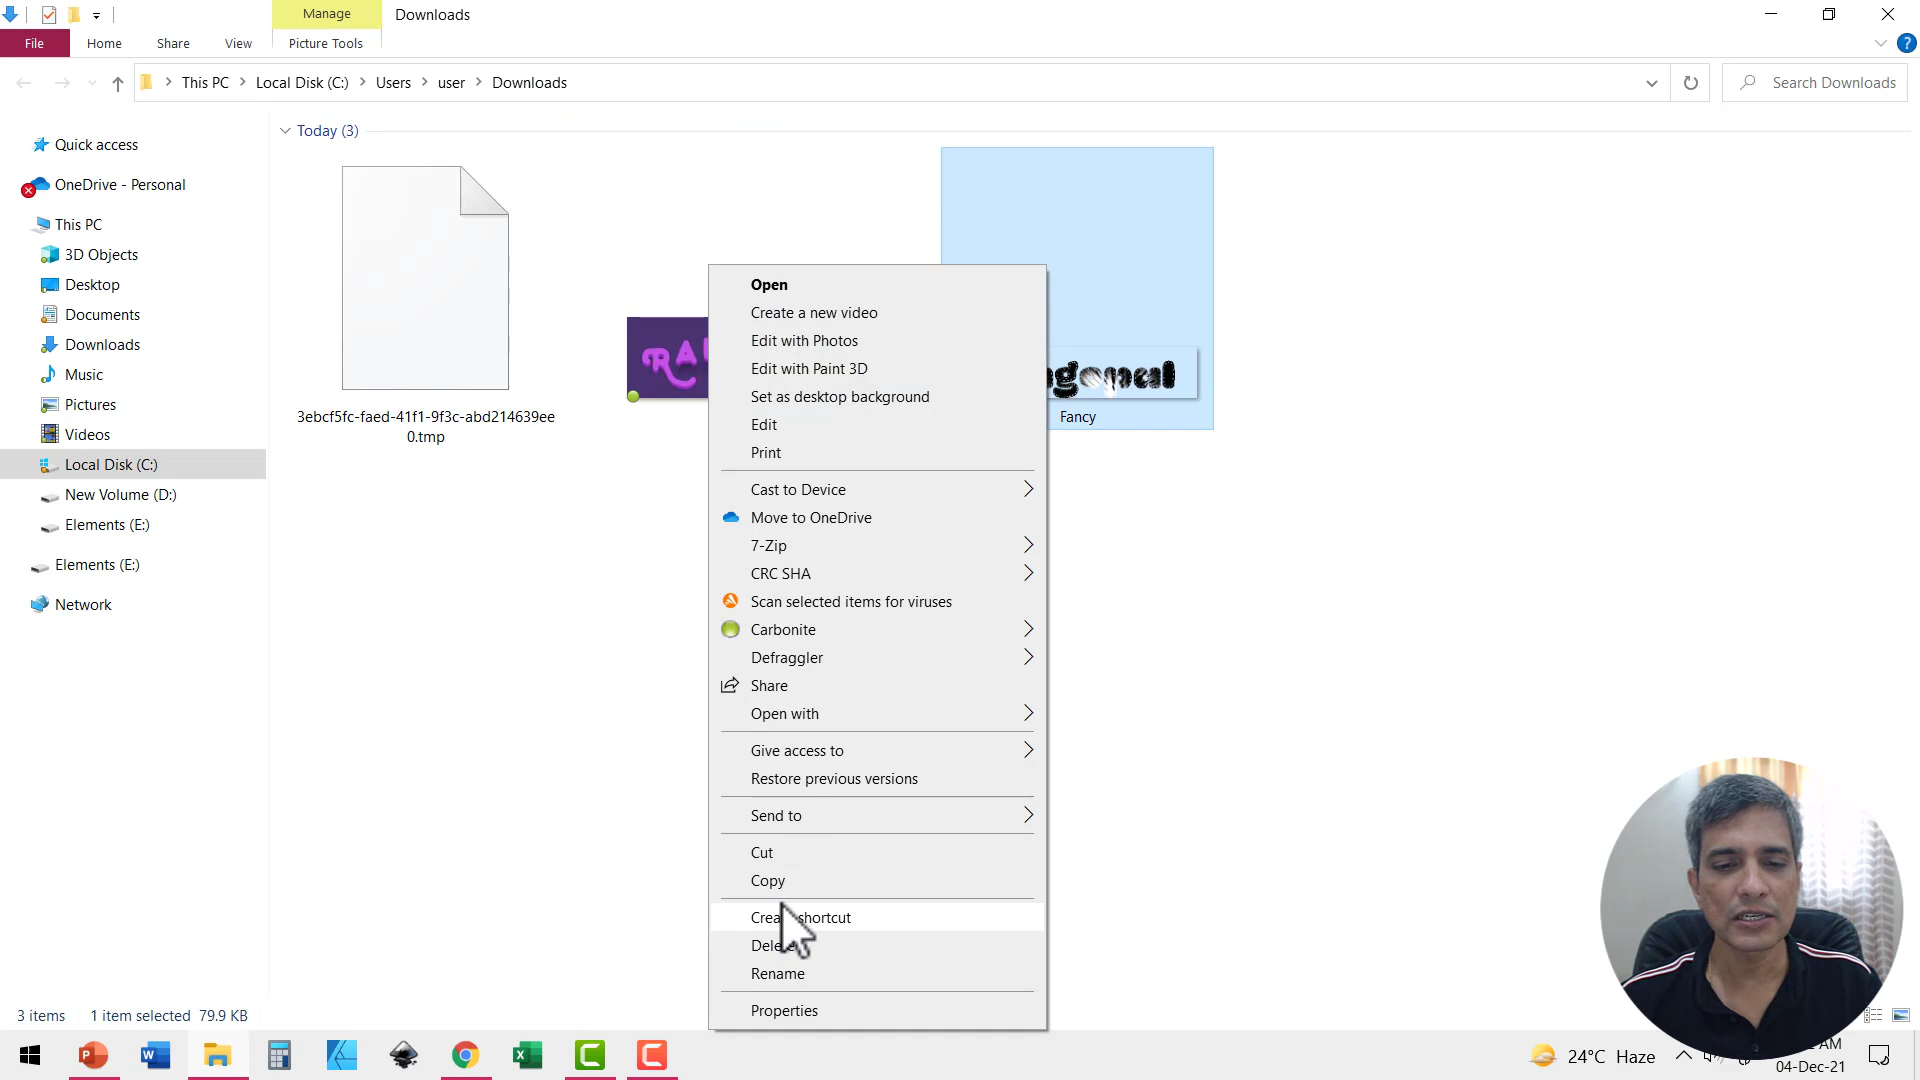 Manage
Downloads
File
Home
Share
View
Picture Tools
This PC
Local Disk (C:)
Users
user
Downloads
Search Downloads
Today (3)
Quick access
OneDrive - Personal
This PC
3D Objects
Desktop
Documents
Downloads
Music
Pictures
Videos
Local Disk (C:)
New Volume (D:)
Elements (E:)
Elements (E:)
Network
3ebcf5fc-faed-41f1-9f3c-abd214639ee
0.tmp
Fancy
Open
Create a new video
Edit with Photos
Edit with Paint 3D
Set as desktop background
Edit
Print
Cast to Device
Move to OneDrive
7-Zip
CRC SHA
Scan selected items for viruses
Carbonite
Defraggler
Share
Open with
Give access to
Restore previous versions
Send to
Cut
Copy
Create shortcut
Delete
Rename
Properties
3 items
1 item selected 79.9 KB
24°C Haze
AM
04-Dec-21